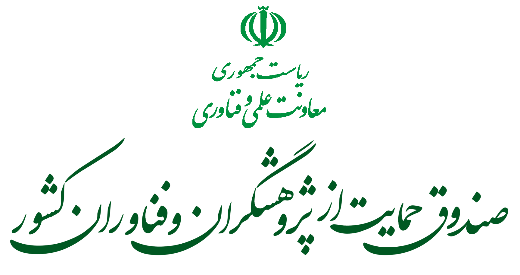 ریاست جمهوری
معاونت علمی و فناوری
صندوق حمایت از پژوهشگران و فناوران کشور